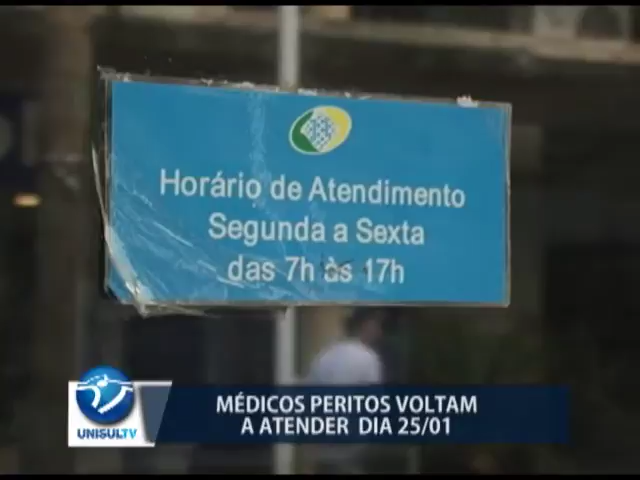 Horário de Atendimento
Segunda a Sexta
das 7h às 17h
MÉDICOS PERITOS VOLTAM
A ATENDER DIA 25/01
UNISULTV